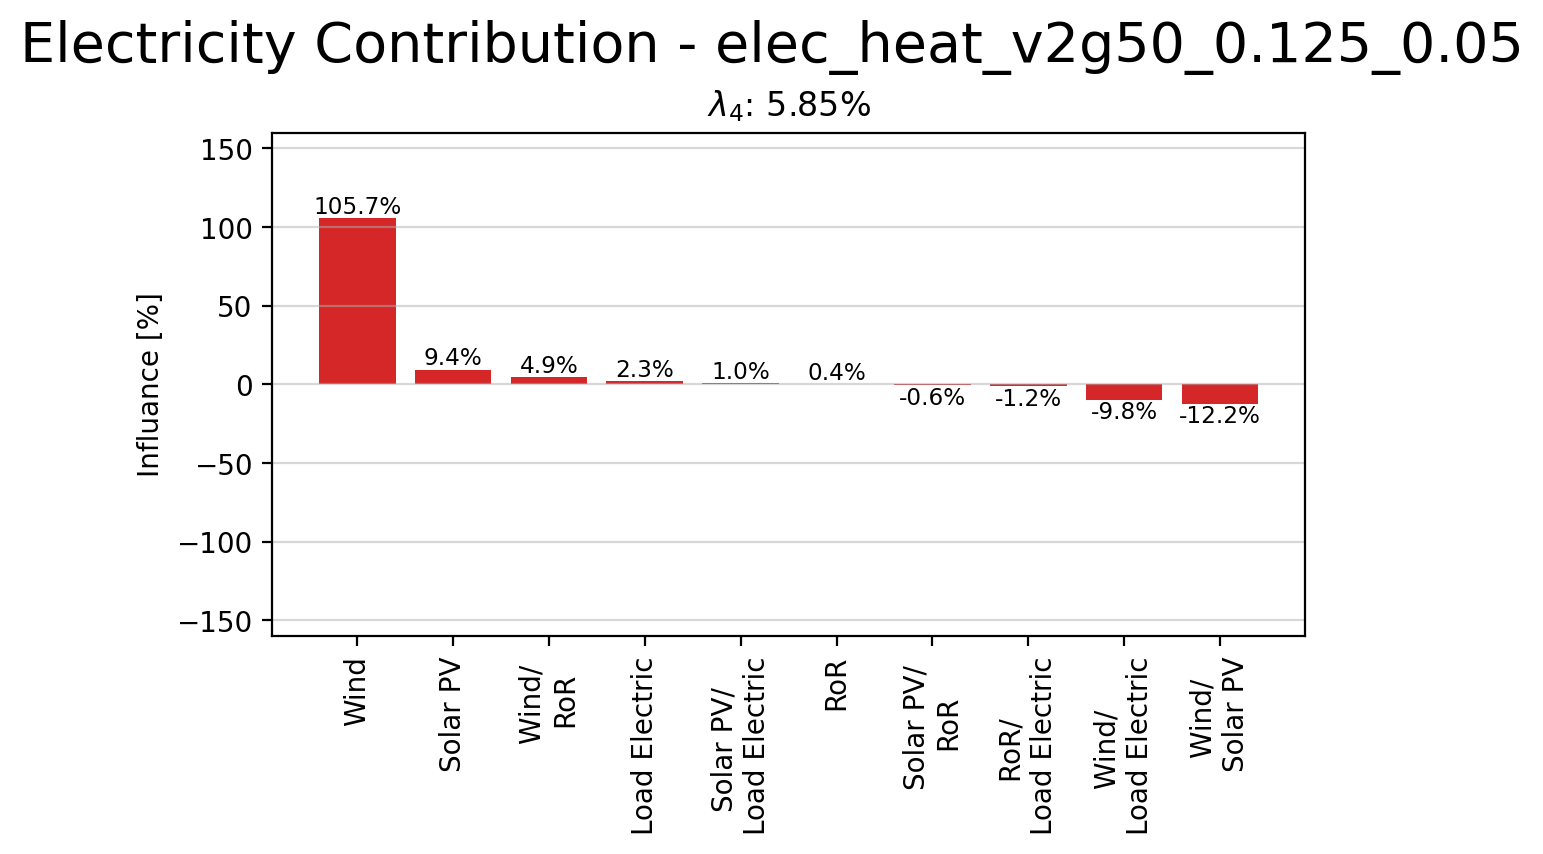 Electricity Contribution - elec_heat_v2g50_0.125_0.05
λ₄: 5.85%
150
100
50
0
−50
−100
−150
Influance [%]
105.7%
9.4%
4.9%
2.3%
1.0%
0.4%
-0.6%
-1.2%
-9.8%
-12.2%
Wind
Solar PV
Wind/
RoR
Load Electric
Solar PV/
Load Electric
RoR
Solar PV/
RoR
RoR/
Load Electric
Wind/
Load Electric
Wind/
Solar PV